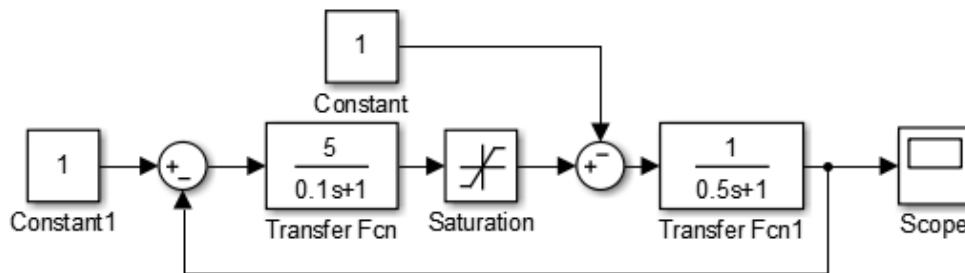 1
Constant
1
Constant1
+
−
5
0.1s+1
Transfer Fcn
Saturation
−
+
1
0.5s+1
Transfer Fcn1
Scope